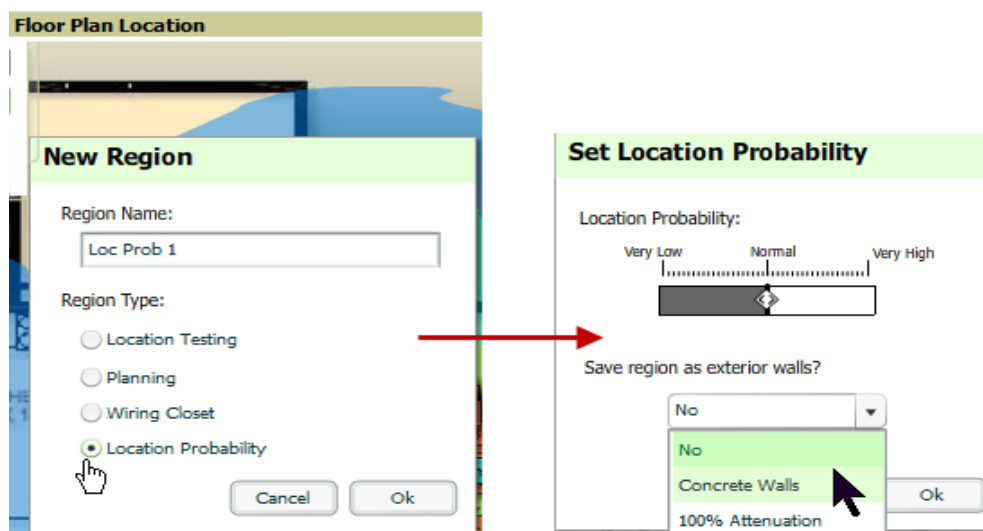 Floor Plan Location
New Region
Region Name:
Loc Prob 1
Region Type:
Location Testing
Planning
Wiring Closet
Location Probability
Cancel Ok
Set Location Probability
Location Probability:
Very Low Normal Very High
Save region as exterior walls?
No
No
Concrete Walls
100% Attenuation
Ok